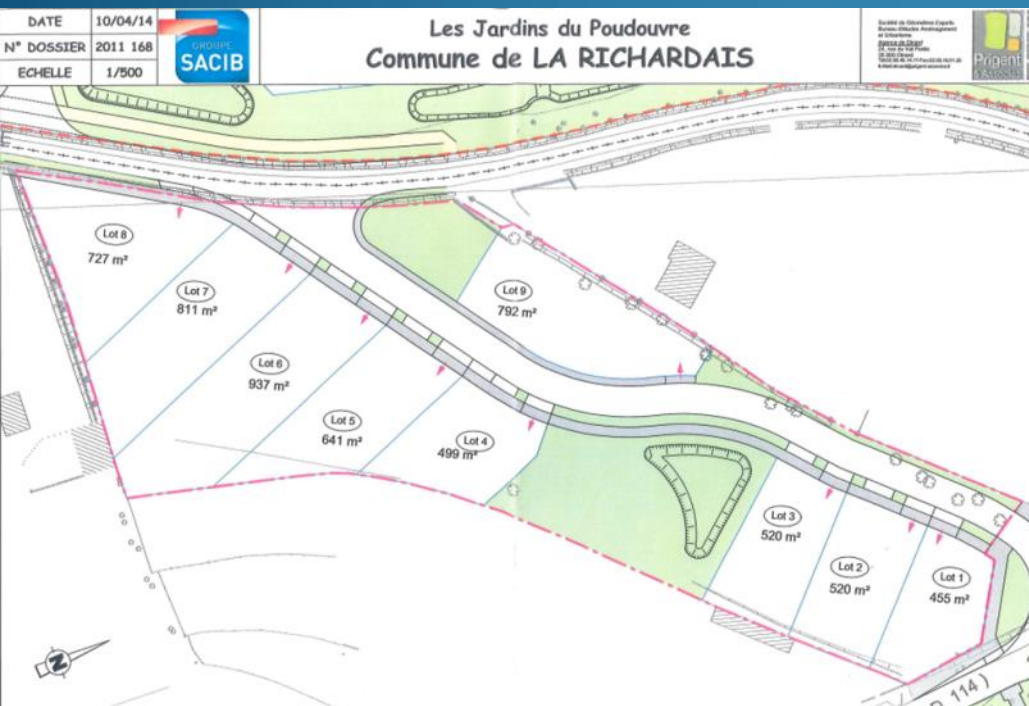 DATE 10/04/14
N° DOSSIER 2011 168
ECHELLE 1/500
GROUPE
SACIB
Les Jardins du Poudouvre
Commune de LA RICHARDAIS
Prigent
& Associés
Lot 8
727 m²
Lot 7
811 m²
Lot 6
937 m²
Lot 5
641 m²
Lot 4
499 m²
Lot 9
792 m²
Lot 3
520 m²
Lot 2
520 m²
Lot 1
455 m²
N
114 )